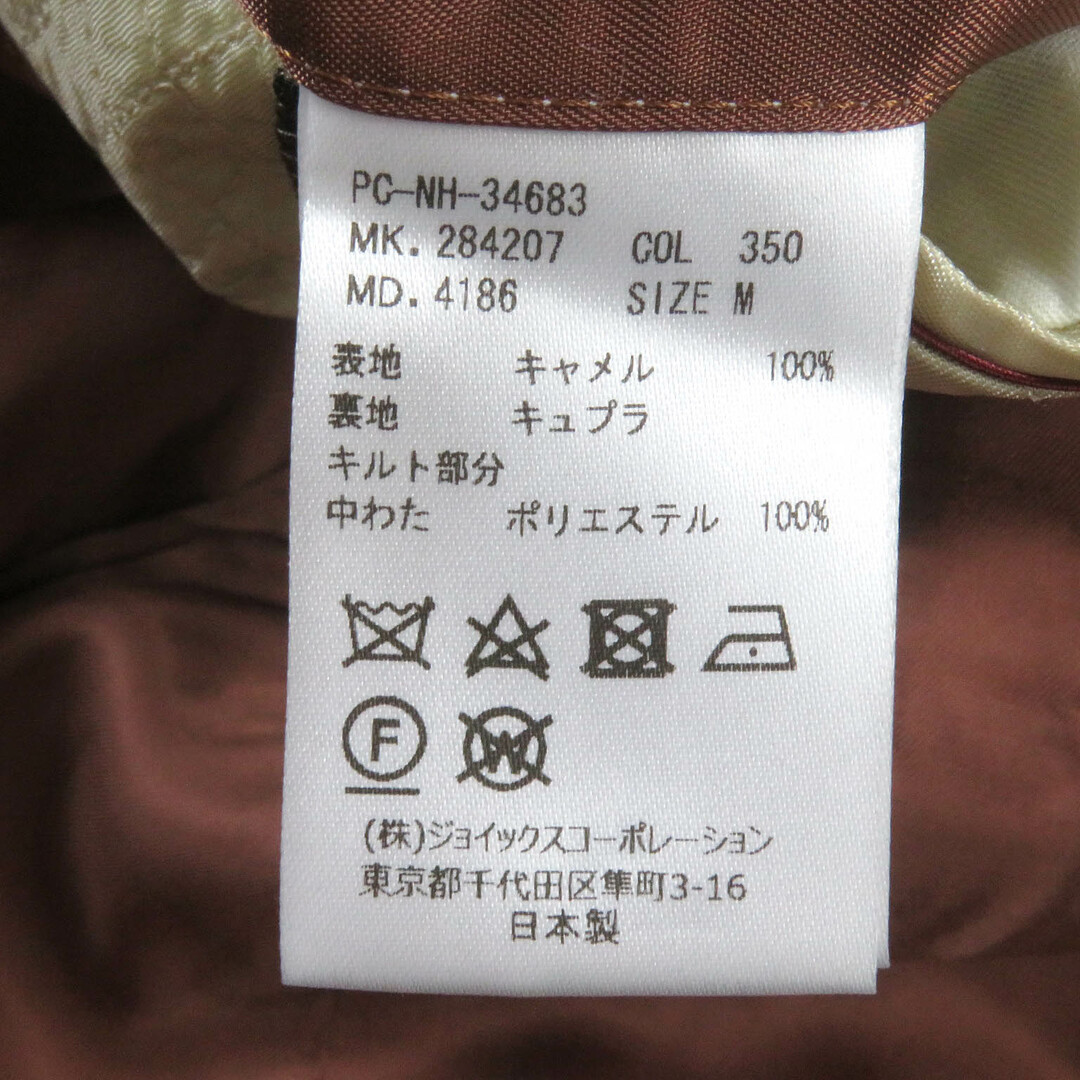 PC-NH-34683
MK. 284207 COL 350
MD. 4186 SIZE M
表地 キャメル 100%
裏地 キュプラ
キルト部分
中わた ポリエステル 100%
F W
(株)ジョイックスコーポレーション
東京都千代田区隼町3-16
日本製